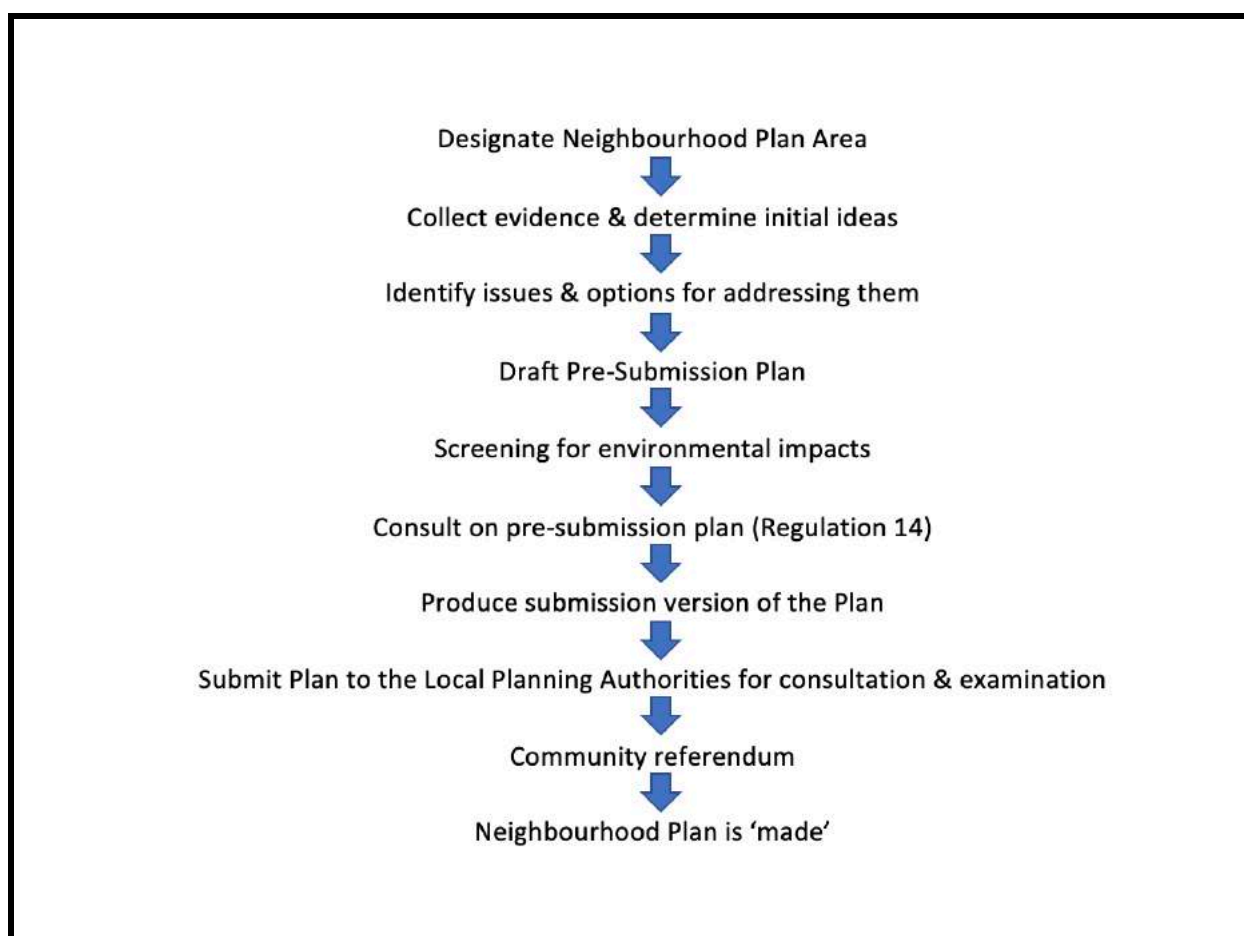 Designate Neighbourhood Plan Area
Collect evidence & determine initial ideas
Identify issues & options for addressing them
Draft Pre-Submission Plan
Screening for environmental impacts
Consult on pre-submission plan (Regulation 14)
Produce submission version of the Plan
Submit Plan to the Local Planning Authorities for consultation & examination
Community referendum
Neighbourhood Plan is ‘made’